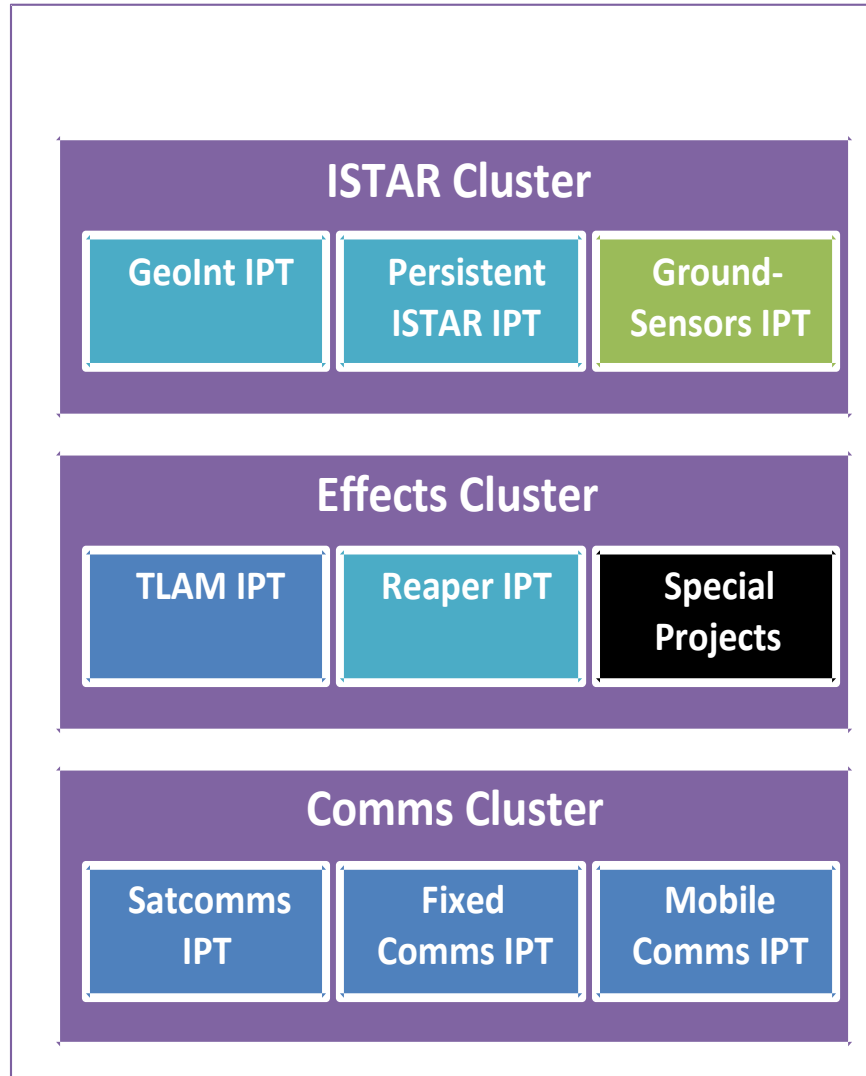 ISTAR Cluster
GeoInt IPT
Persistent
ISTAR IPT
Ground-
Sensors IPT
Effects Cluster
TLAM IPT
Reaper IPT
Special
Projects
Comms Cluster
Satcomms
IPT
Fixed
Comms IPT
Mobile
Comms IPT